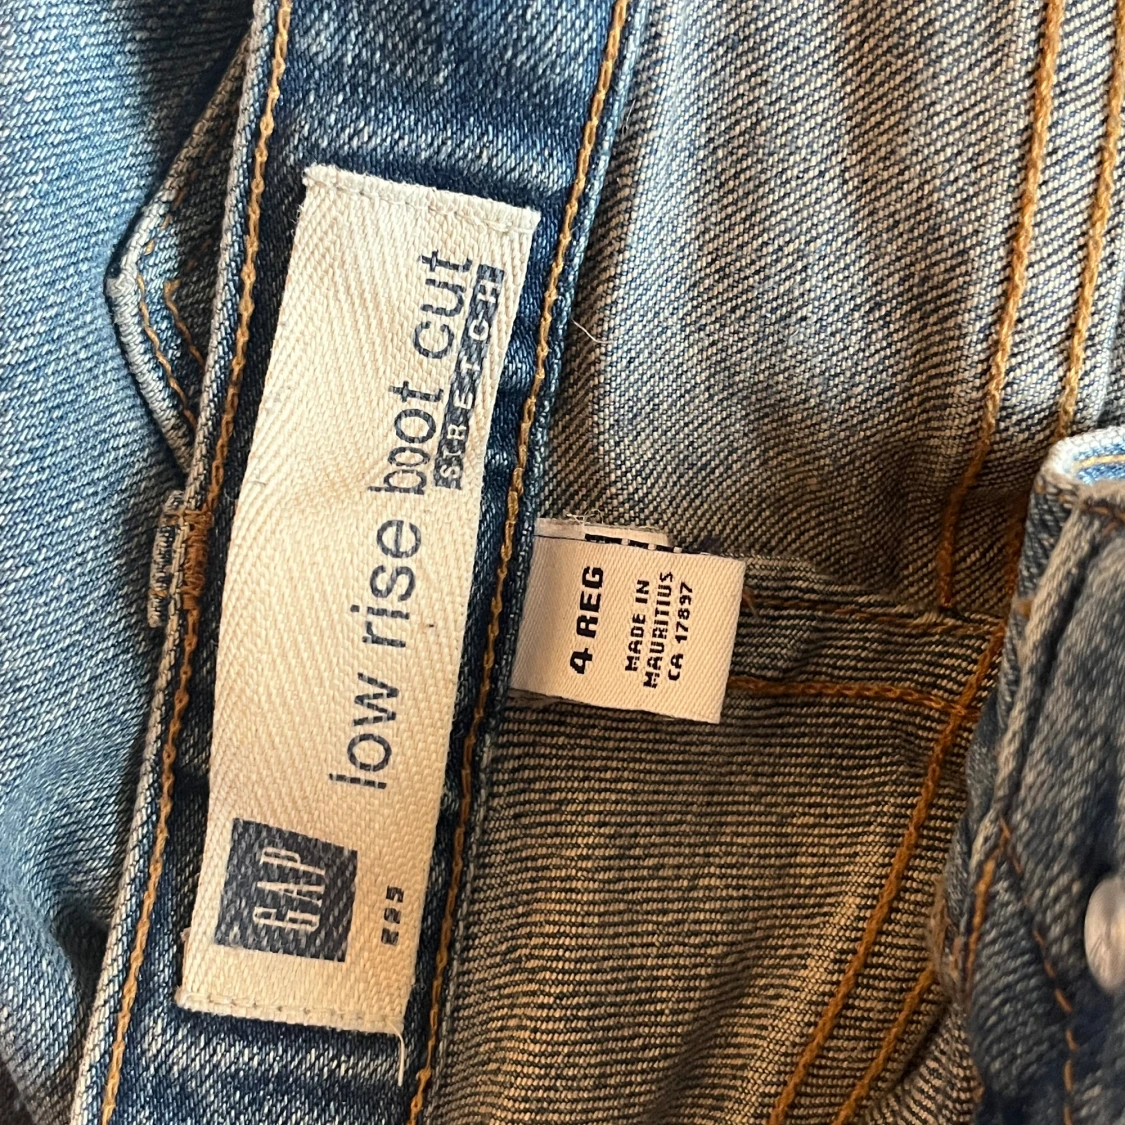 GAP
low rise boot cut
STRETCH
4 REG
MADE IN
MAURITIUS
CA 17897